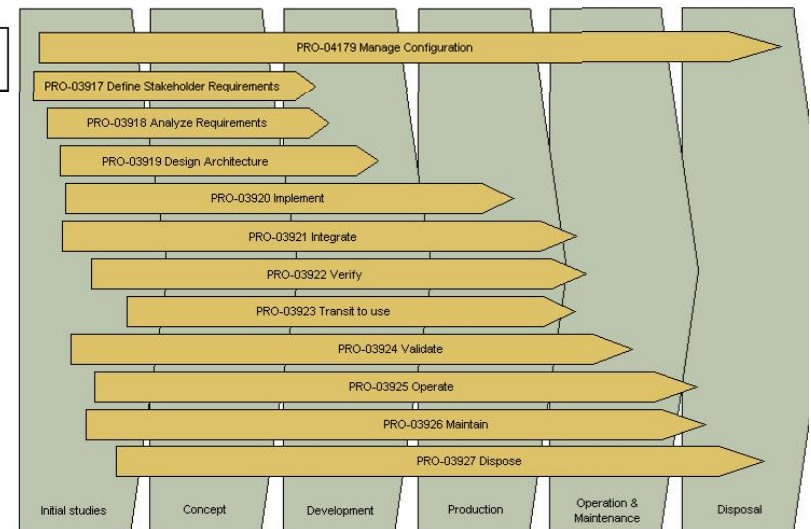 PRO-04179 Manage Configuration
PRO-03917 Define Stakeholder Requirements
PRO-03918 Analyze Requirements
PRO-03919 Design Architecture
PRO-03920 Implement
PRO-03921 Integrate
PRO-03922 Verify
PRO-03923 Transit to use
PRO-03924 Validate
PRO-03925 Operate
PRO-03926 Maintain
PRO-03927 Dispose
Initial studies
Concept
Development
Production
Operation &
Maintenance
Disposal